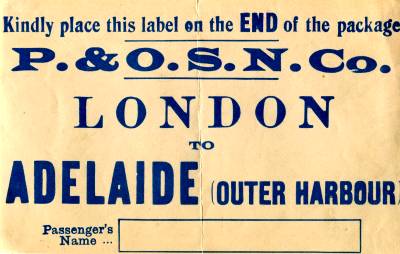 Kindly place this label on the END of the package
P. & O. S. N. Co.
LONDON
TO
ADELAIDE (OUTER HARBOUR)
Passenger's
Name ...